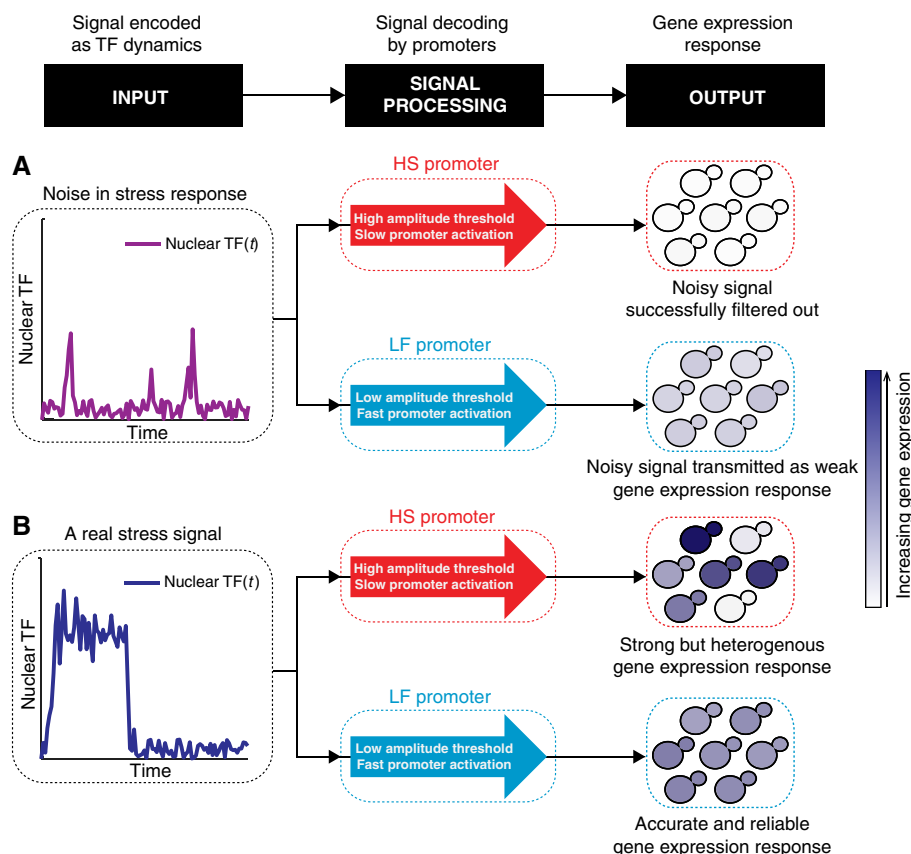 Signal encoded
as TF dynamics
Signal decoding
by promoters
Gene expression
response
INPUT
SIGNAL
PROCESSING
OUTPUT
A
Noise in stress response
Nuclear TF(t)
Nuclear TF
Time
HS promoter
High amplitude threshold
Slow promoter activation
Noisy signal
successfully filtered out
LF promoter
Low amplitude threshold
Fast promoter activation
Noisy signal transmitted as weak
gene expression response
Increasing gene expression
B
A real stress signal
Nuclear TF(t)
Nuclear TF
Time
HS promoter
High amplitude threshold
Slow promoter activation
Strong but heterogenous
gene expression response
LF promoter
Low amplitude threshold
Fast promoter activation
Accurate and reliable
gene expression response